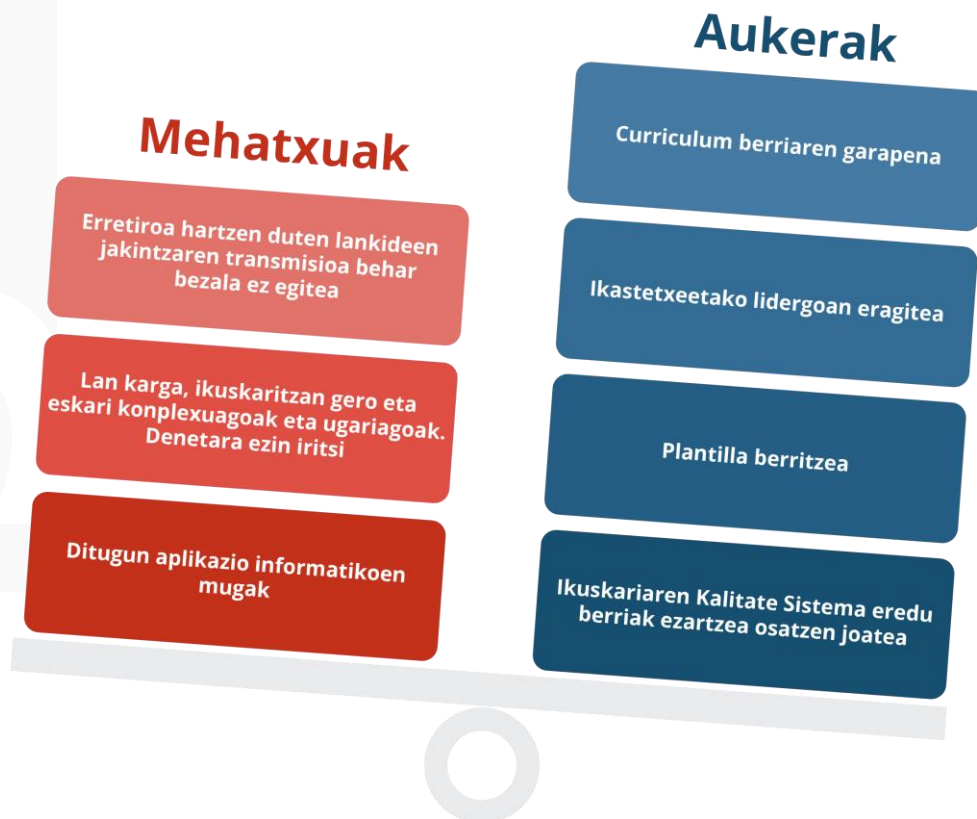 Mehatxuak
Erretiroa hartzen duten lankideen
jakintzaren transmisioa behar
bezala ez egitea
Lan karga, ikuskaritzan gero eta
eskari konplexuagoak eta ugariagoak.
Denetara ezin iritsi
Ditugun aplikazio informatikoen
mugak
Aukerak
Curriculum berriaren garapena
Ikastetxeetako lidergoan eragitea
Plantilla berritzea
Ikuskariaren Kalitate Sistema eredu
berriak ezartzea osatzen joatea